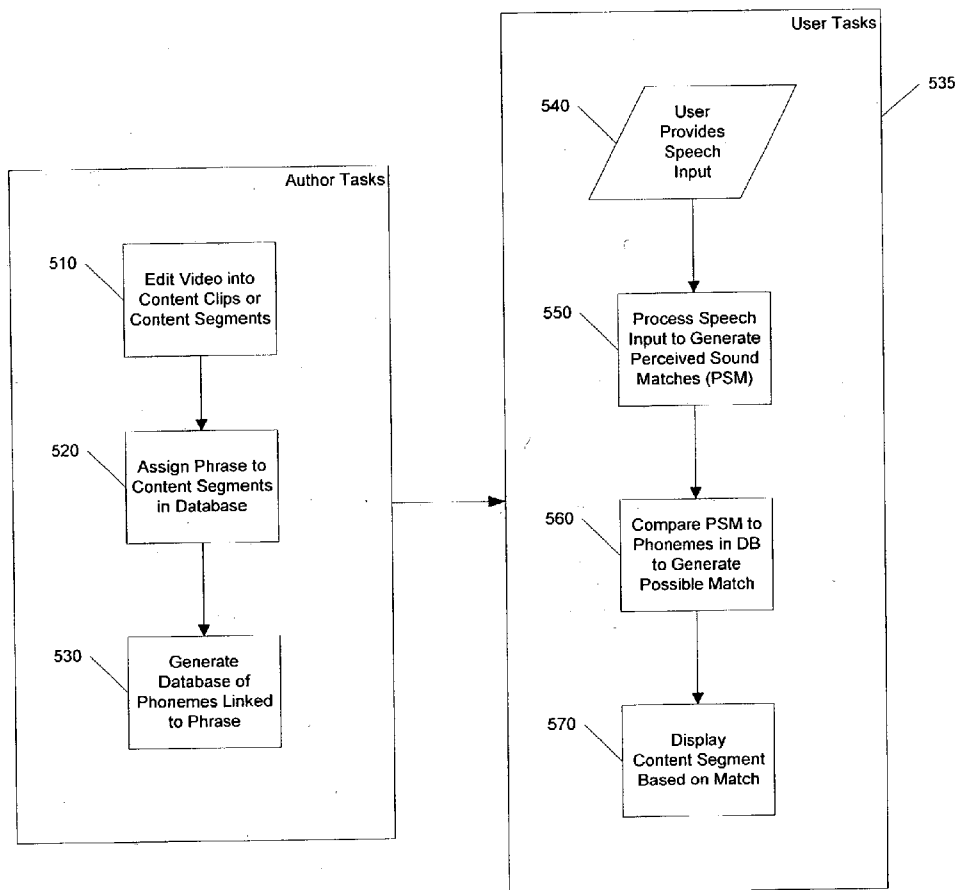 Author Tasks
510
Edit Video into
Content Clips or
Content Segments
520
Assign Phrase to
Content Segments
in Database
530
Generate
Database of
Phonemes Linked
to Phrase
User Tasks
535
540
User
Provides
Speech
Input
550
Process Speech
Input to Generate
Perceived Sound
Matches (PSM)
560
Compare PSM to
Phonemes in DB
to Generate
Possible Match
570
Display
Content Segment
Based on Match